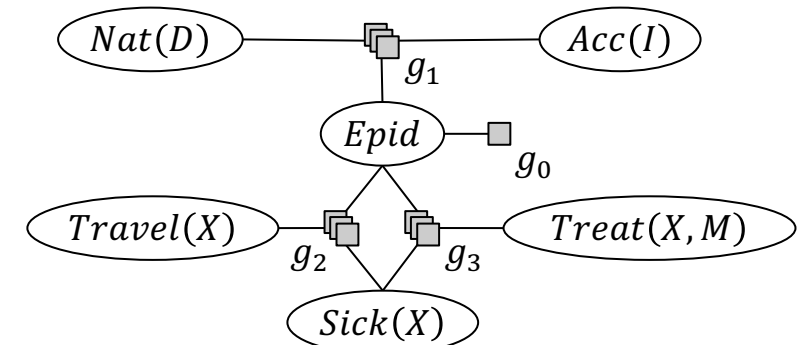 Nat(D) Acc(I)
g₁
Epid
g₀
Travel(X) Treat(X, M)
g₂ g₃
Sick(X)